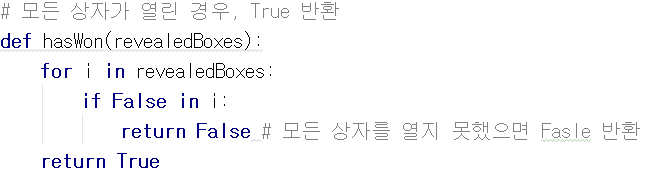 # 모든 상자가 열린 경우, True 반환
def hasWon(revealedBoxes):
    for i in revealedBoxes:
        if False in i:
            return False # 모든 상자를 열지 못했으면 Fasle 반환
    return True